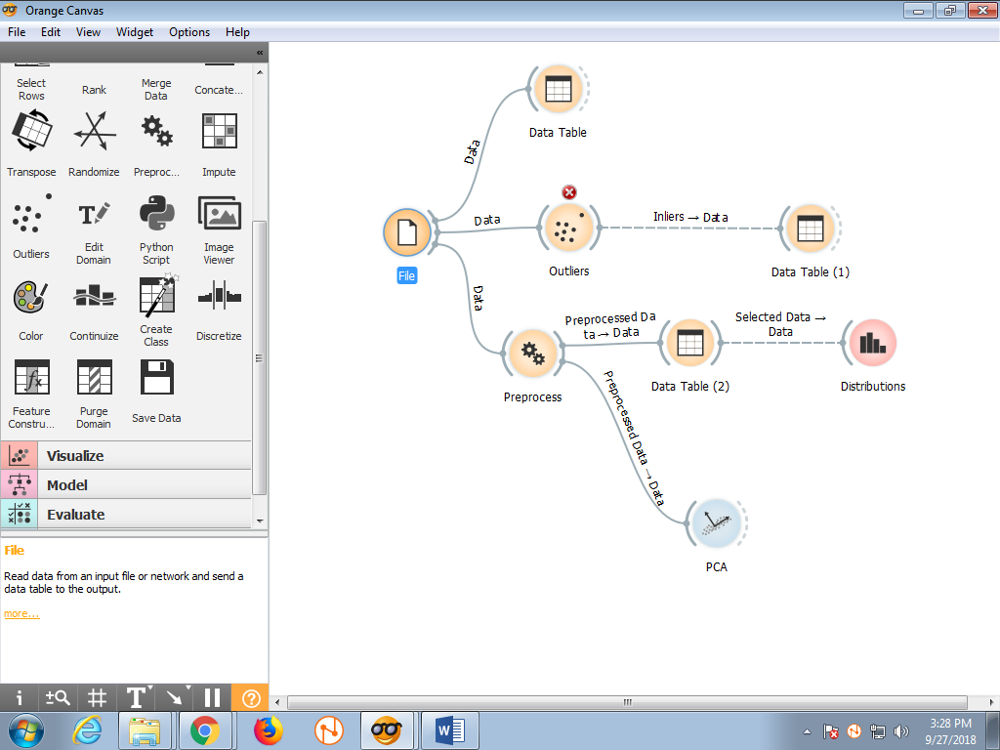 Orange Canvas
File Edit View Widget Options Help
Select Rows
Rank
Merge Data
Concate...
Transpose
Randomize
Preproc...
Impute
Outliers
Edit Domain
Python Script
Image Viewer
Color
Continuize
Create Class
Discretize
Feature Constru...
Purge Domain
Save Data
Visualize
Model
Evaluate
File
Read data from an input file or network and send a
data table to the output.
more...
Data Table
Data
Data
Data
File
Outliers
Inliers → Data
Data Table (1)
Preprocess
Preprocessed Da
ta → Data
Data Table (2)
Selected Data →
Data
Distributions
Preprocessed Data → Data
PCA
3:28 PM
9/27/2018